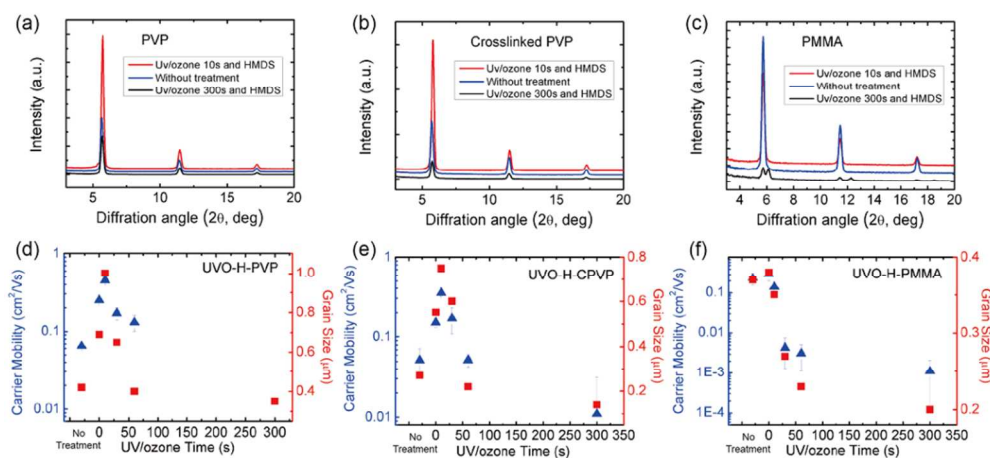 (a)
PVP
Uv/ozone 10s and HMDS
Without treatment
Uv/ozone 300s and HMDS
Intensity (a.u.)
5 10 15 20
Diffration angle (2θ, deg)
(b)
Crosslinked PVP
Uv/ozone 10s and HMDS
Without treatment
Uv/ozone 300s and HMDS
Intensity (a.u.)
5 10 15 20
Diffration angle (2θ, deg)
(c)
PMMA
Uv/ozone 10s and HMDS
Without treatment
Uv/ozone 300s and HMDS
Intensity (a.u.)
4 6 8 10 12 14 16 18 20
Diffration angle (2θ, deg)
(d)
UVO-H-PVP
Carrier Mobility (cm²/Vs)
1
0.1
0.01
Grain Size (μm)
1.0
0.8
0.6
0.4
No
Treatment
0 50 100 150 200 250 300 350
UV/ozone Time (s)
(e)
UVO-H-CPVP
Carrier Mobility (cm²/Vs)
1
0.1
0.01
Grain Size (μm)
0.8
0.6
0.4
0.2
No
Treatment
0 50 100 150 200 250 300 350
UV/ozone Time (s)
(f)
UVO-H-PMMA
Carrier Mobility (cm²/Vs)
0.1
0.01
1E-3
1E-4
Grain Size (μm)
0.4
0.3
0.2
No
Treatment
0 50 100 150 200 250 300 350
UV/ozone Time (s)